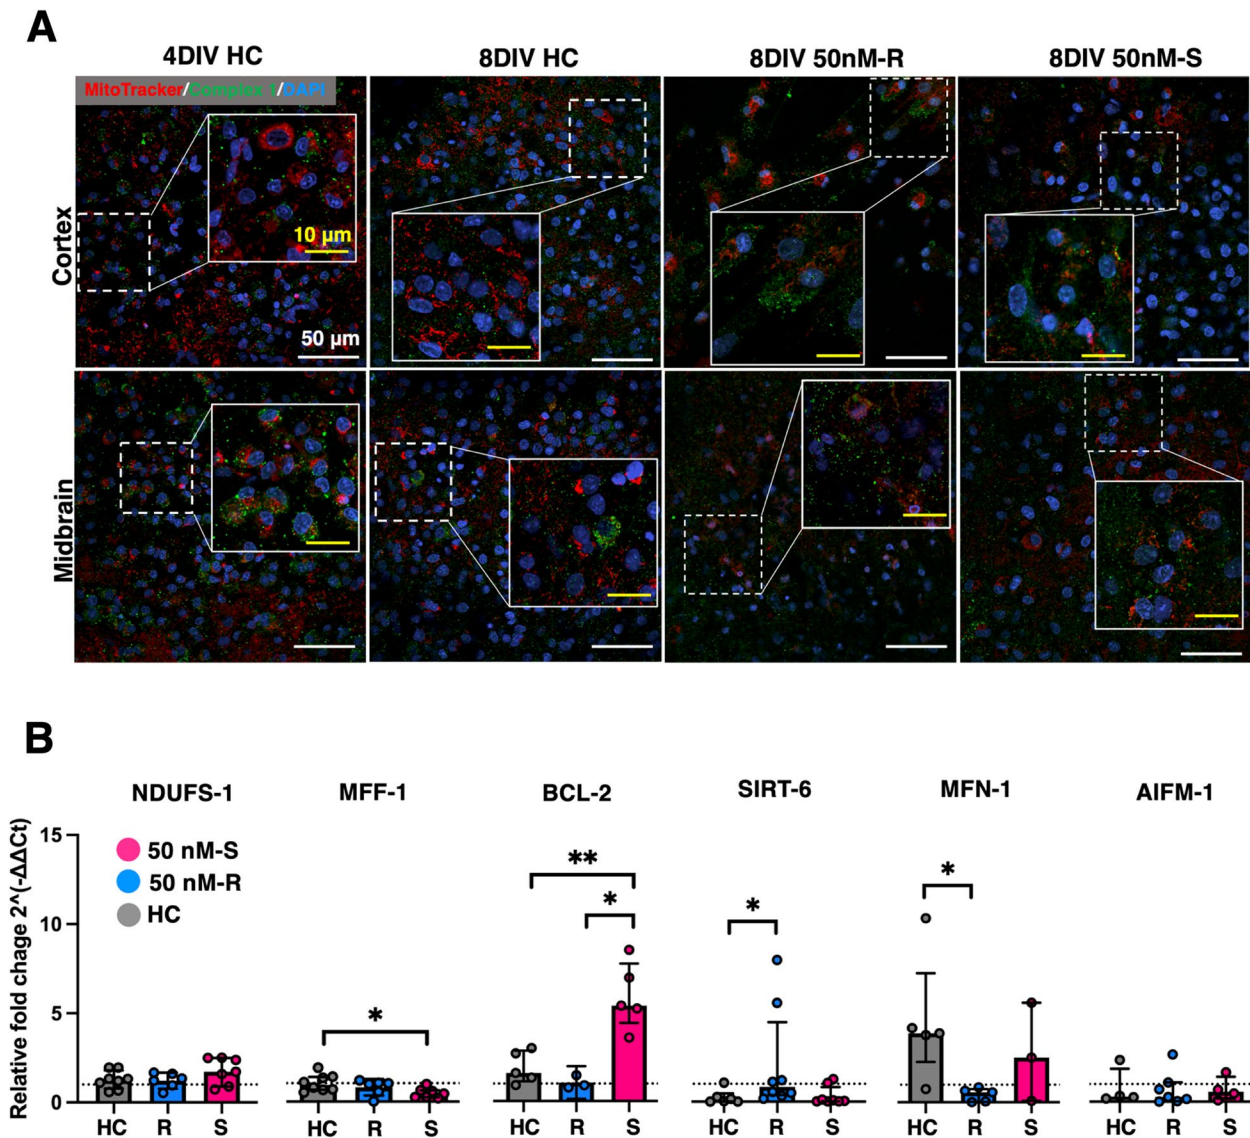 A
4DIV HC 8DIV HC 8DIV 50nM-R 8DIV 50nM-S
MitoTracker/Complex 1/DAPI
Cortex
10 µm
50 µm
Midbrain
B
NDUFS-1 MFF-1 BCL-2 SIRT-6 MFN-1 AIFM-1
Relative fold chage 2^(-ΔΔCt)
15
10
5
0
50 nM-S
50 nM-R
HC
*
**
*
*
*
HC R S HC R S HC R S HC R S HC R S HC R S